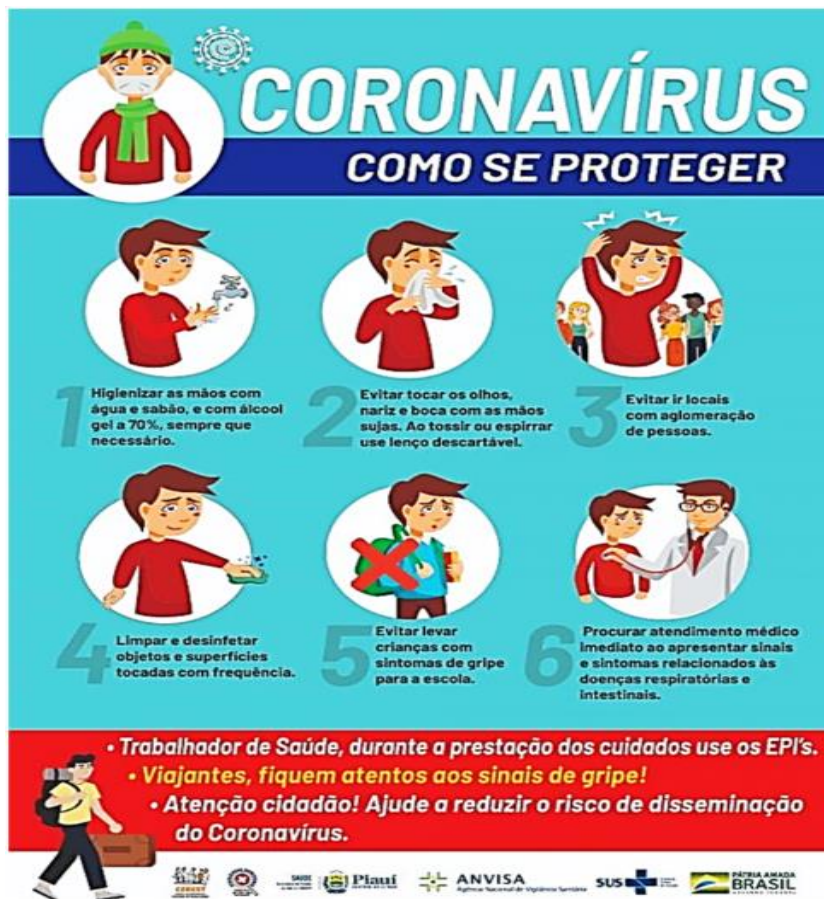 CORONAVÍRUS
COMO SE PROTEGER
1
Higienizar as mãos com
água e sabão, e com álcool
gel a 70%, sempre que
necessário.
2
Evitar tocar os olhos,
nariz e boca com as mãos
sujas. Ao tossir ou espirrar
use lenço descartável.
3
Evitar ir locais
com aglomeração
de pessoas.
4
Limpar e desinfetar
objetos e superfícies
tocadas com frequência.
5
Evitar levar
crianças com
sintomas de gripe
para a escola.
6
Procurar atendimento médico
imediato ao apresentar sinais
e sintomas relacionados às
doenças respiratórias e
intestinais.
• Trabalhador de Saúde, durante a prestação dos cuidados use os EPI's.
• Viajantes, fiquem atentos aos sinais de gripe!
• Atenção cidadão! Ajude a reduzir o risco de disseminação
do Coronavírus.
CEREST
SAÚDE
Piauí
ANVISA
Agência Nacional de Vigilância Sanitária
SUS
PÁTRIA AMADA
BRASIL
GOVERNO FEDERAL